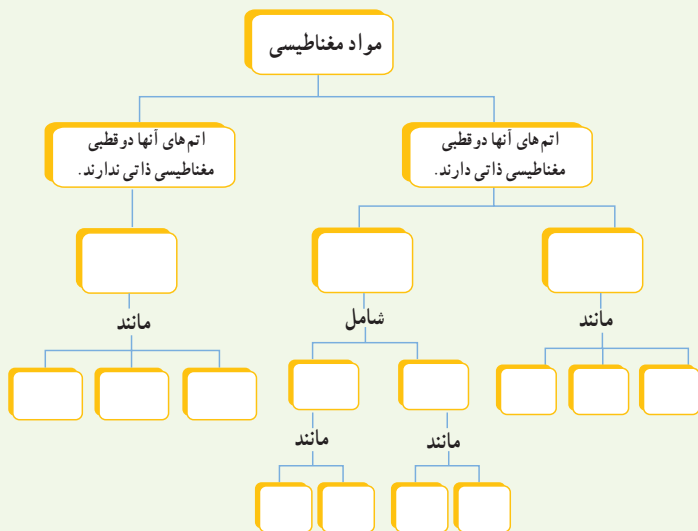 مواد مغناطیسی
اتم‌های آنها دوقطبی
مغناطیسی ذاتی دارند.
اتم‌های آنها دوقطبی
مغناطیسی ذاتی ندارند.
مانند
شامل
مانند
مانند
مانند